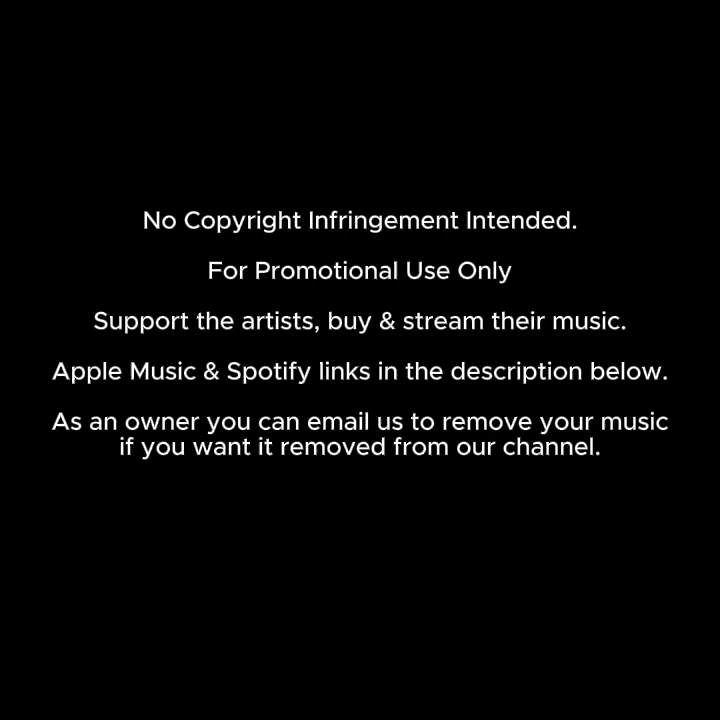 No Copyright Infringement Intended.
For Promotional Use Only
Support the artists, buy & stream their music.
Apple Music & Spotify links in the description below.
As an owner you can email us to remove your music
if you want it removed from our channel.